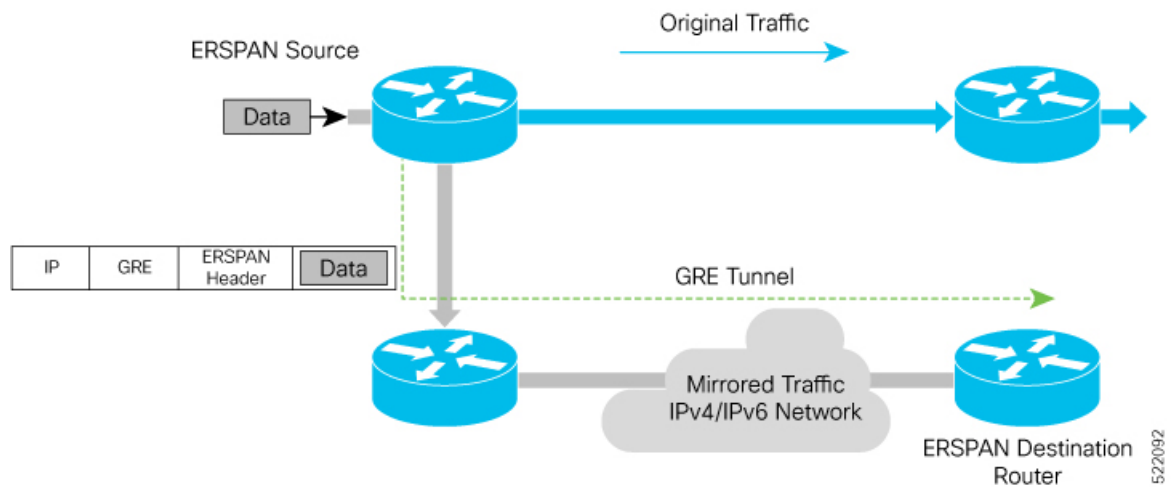 Original Traffic
ERSPAN Source
Data
IP
GRE
ERSPAN
Header
Data
GRE Tunnel
Mirrored Traffic
IPv4/IPv6 Network
ERSPAN Destination
Router
522092